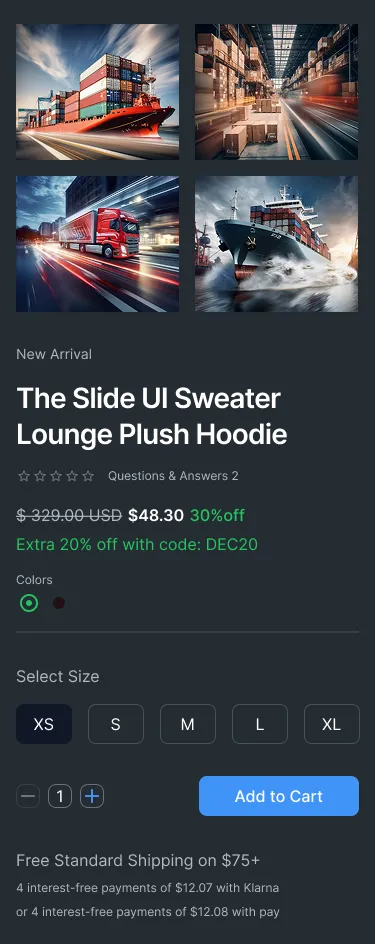 New Arrival
The Slide UI Sweater
Lounge Plush Hoodie
Questions & Answers 2
$ 329.00 USD $48.30 30%off
Extra 20% off with code: DEC20
Colors
Select Size
XS S M L XL
1 Add to Cart
Free Standard Shipping on $75+
4 interest-free payments of $12.07 with Klarna
or 4 interest-free payments of $12.08 with pay